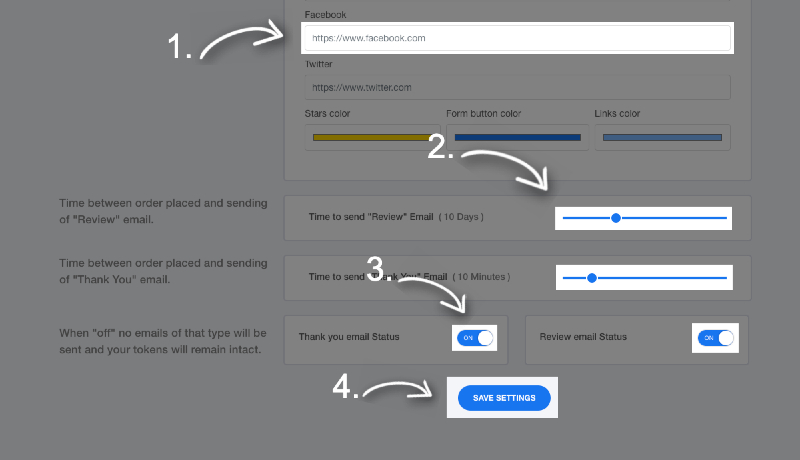 Facebook
1.
https://www.facebook.com
Twitter
https://www.twitter.com
Stars color
Form button color
Links color
2.
Time between order placed and sending
of "Review" email.
Time to send "Review" Email ( 10 Days )
Time between order placed and sending
of "Thank You" email.
Time to send "Thank You" Email ( 10 Minutes )
3.
When "off" no emails of that type will be
sent and your tokens will remain intact.
Thank you email Status
ON
Review email Status
ON
4.
SAVE SETTINGS